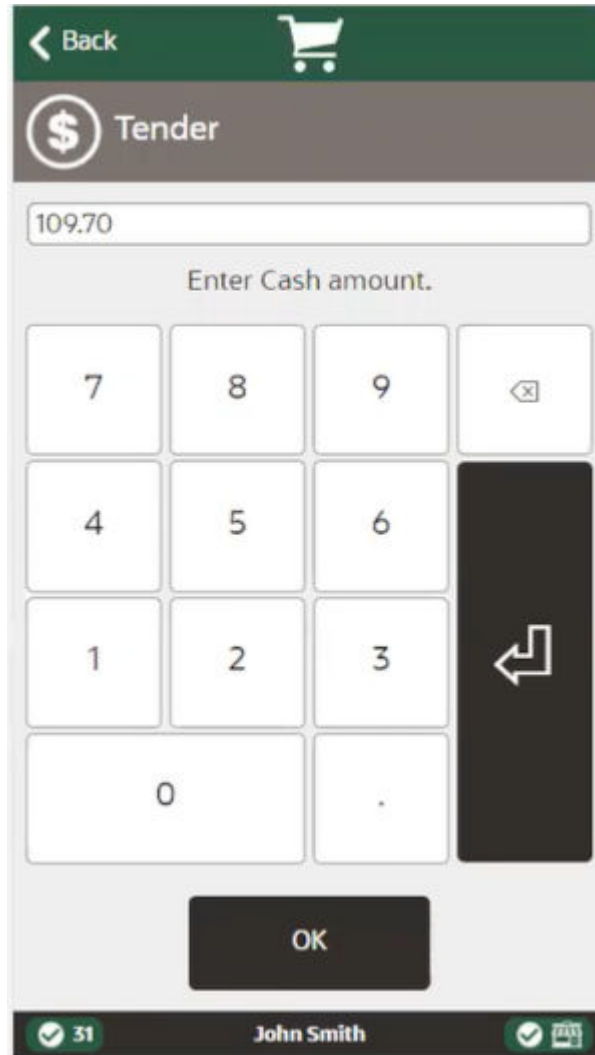 Back
$ Tender
109.70
Enter Cash amount.
7 8 9
4 5 6
1 2 3
0 .
OK
31 John Smith